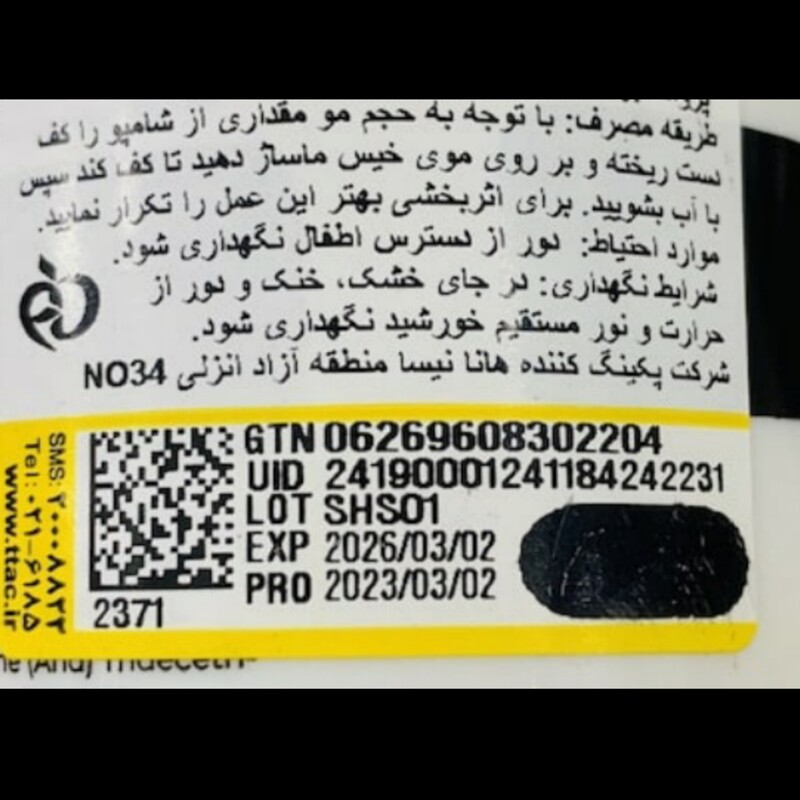 طریقه مصرف: با توجه به حجم مو مقداری از شامپو را کف
دست ریخته و بر روی موی خیس ماساژ دهید تا کف کند سپس
با آب بشویید. برای اثربخشی بهتر این عمل را تکرار نمایید.
موارد احتیاط: دور از دسترس اطفال نگهداری شود.
شرایط نگهداری: در جای خشک، خنک و دور از
حرارت و نور مستقیم خورشید نگهداری شود.
شرکت پکینگ کننده هانا نیسا منطقه آزاد انزلی NO34
GTN 06269608302204
UID 24190001241184242231
LOT SHS01
EXP 2026/03/02
PRO 2023/03/02
2371
SMS: ۲۰۰۰۸۸۲۲
Tel: ۰۲۱-۶۱۸۵
www.ttac.ir
(And)